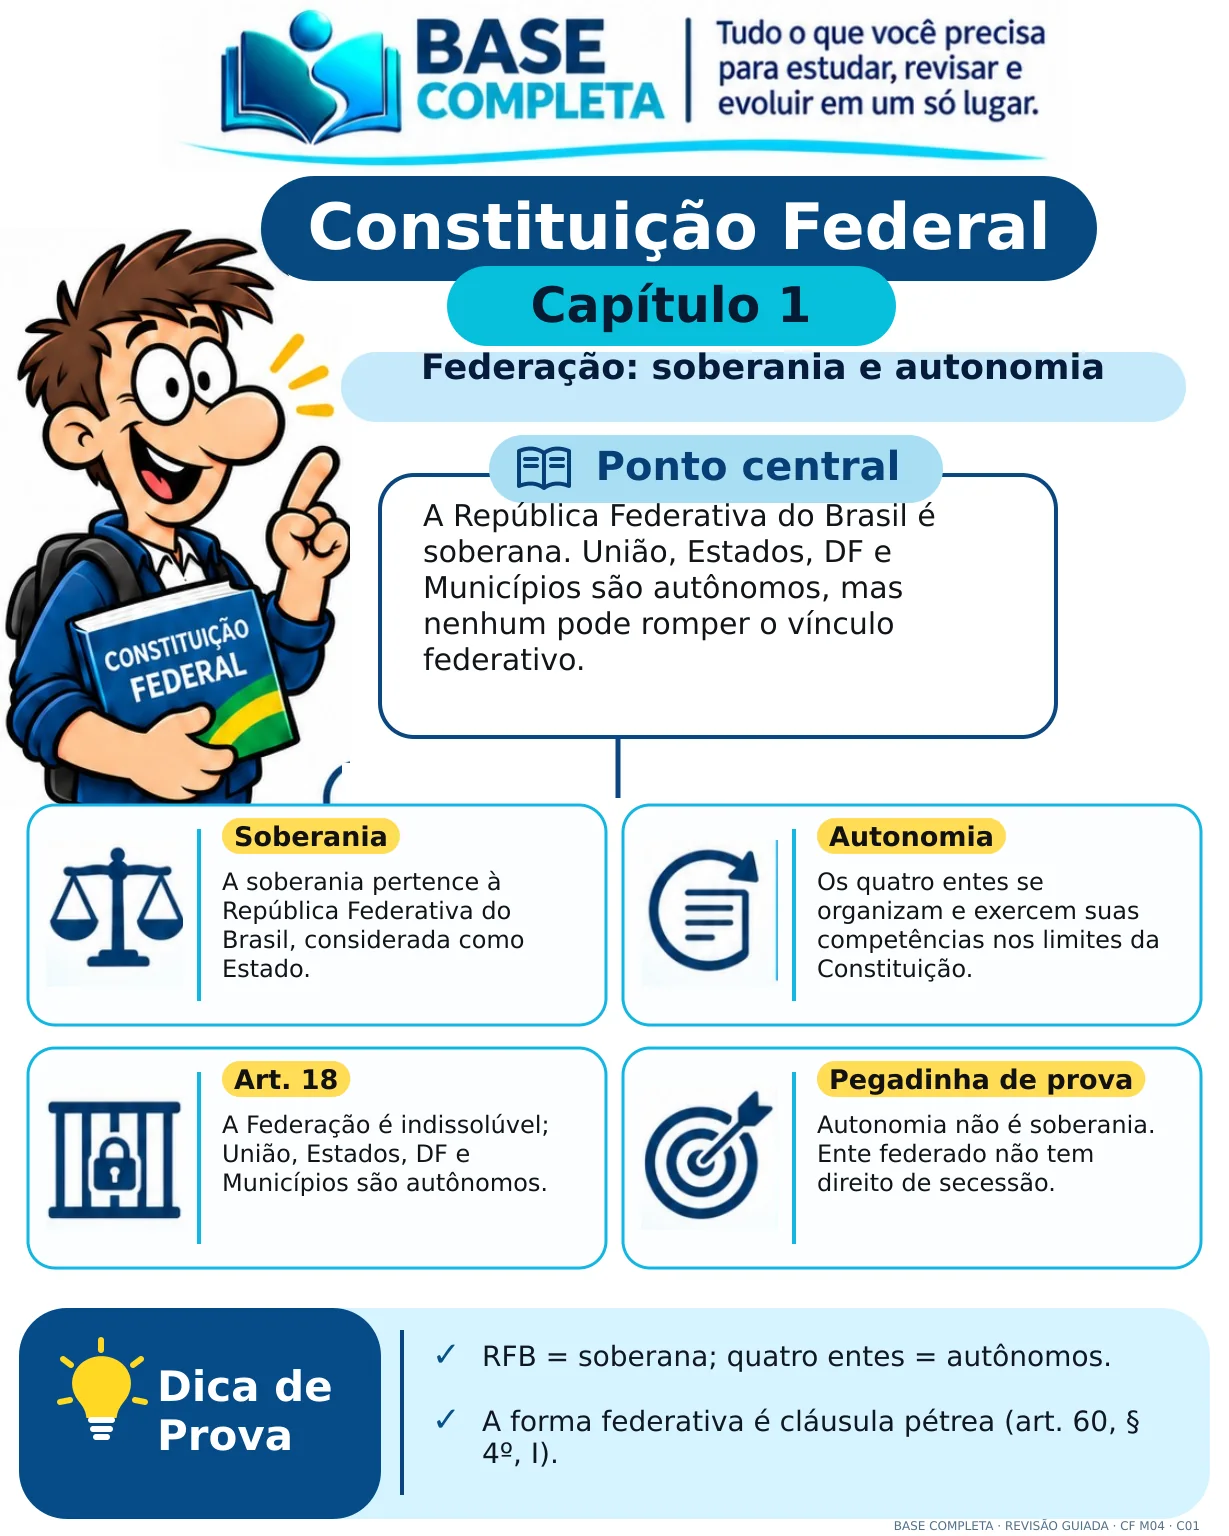 BASE
COMPLETA
Tudo o que você precisa
para estudar, revisar e
evoluir em um só lugar.
Constituição Federal
Capítulo 1
Federação: soberania e autonomia
Ponto central
A República Federativa do Brasil é
soberana. União, Estados, DF e
Municípios são autônomos, mas
nenhum pode romper o vínculo
federativo.
CONSTITUIÇÃO
FEDERAL
Soberania
A soberania pertence à
República Federativa do
Brasil, considerada como
Estado.
Autonomia
Os quatro entes se
organizam e exercem suas
competências nos limites da
Constituição.
Art. 18
A Federação é indissolúvel;
União, Estados, DF e
Municípios são autônomos.
Pegadinha de prova
Autonomia não é soberania.
Ente federado não tem
direito de secessão.
Dica de
Prova
✓ RFB = soberana; quatro entes = autônomos.
✓ A forma federativa é cláusula pétrea (art. 60, §
4º, I).
BASE COMPLETA · REVISÃO GUIADA · CF M04 · C01